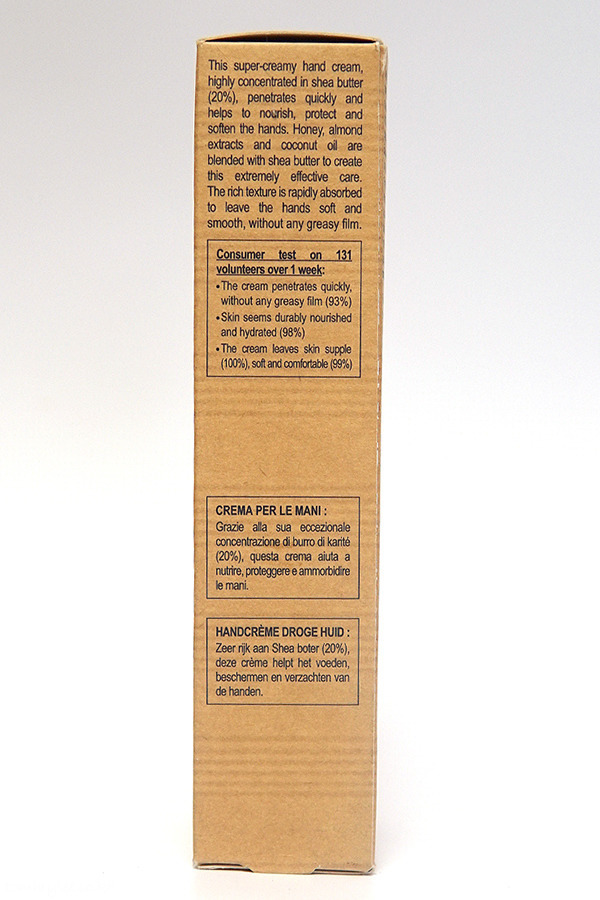 This super-creamy hand cream,
highly concentrated in shea butter
(20%), penetrates quickly and
helps to nourish, protect and
soften the hands. Honey, almond
extracts and coconut oil are
blended with shea butter to create
this extremely effective care.
The rich texture is rapidly absorbed
to leave the hands soft and
smooth, without any greasy film.
Consumer test on 131
volunteers over 1 week:
• The cream penetrates quickly,
without any greasy film (93%)
• Skin seems durably nourished
and hydrated (98%)
• The cream leaves skin supple
(100%), soft and comfortable (99%)
CREMA PER LE MANI :
Grazie alla sua eccezionale
concentrazione di burro di karité
(20%), questa crema aiuta a
nutrire, proteggere e ammorbidire
le mani.
HANDCRÈME DROGE HUID :
Zeer rijk aan Shea boter (20%),
deze crème helpt het voeden,
beschermen en verzachten van
de handen.